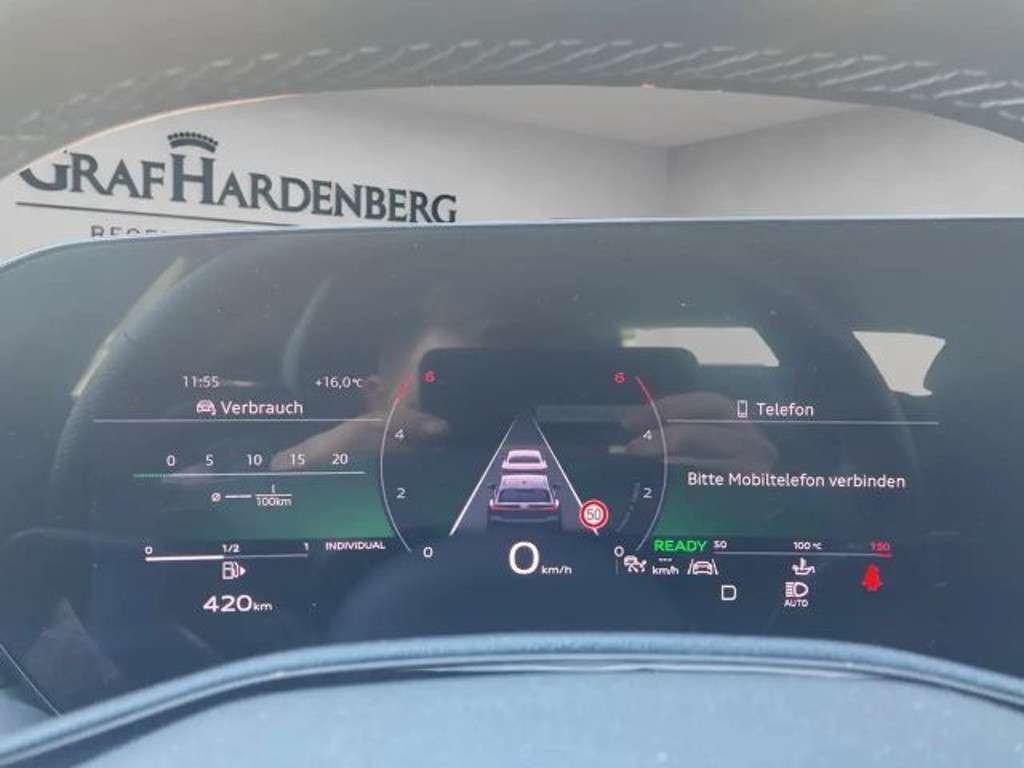 GRAFHARDENBERG
11:55
+16,0°C
Verbrauch
Telefon
6
6
4
4
0 5 10 15 20
Ø — l/100km
Bitte Mobiltelefon verbinden
2
2
50
0 1/2 1
INDIVIDUAL
0
0
READY
50 100°C 150
0 km/h
--- km/h
420 km
D
AUTO